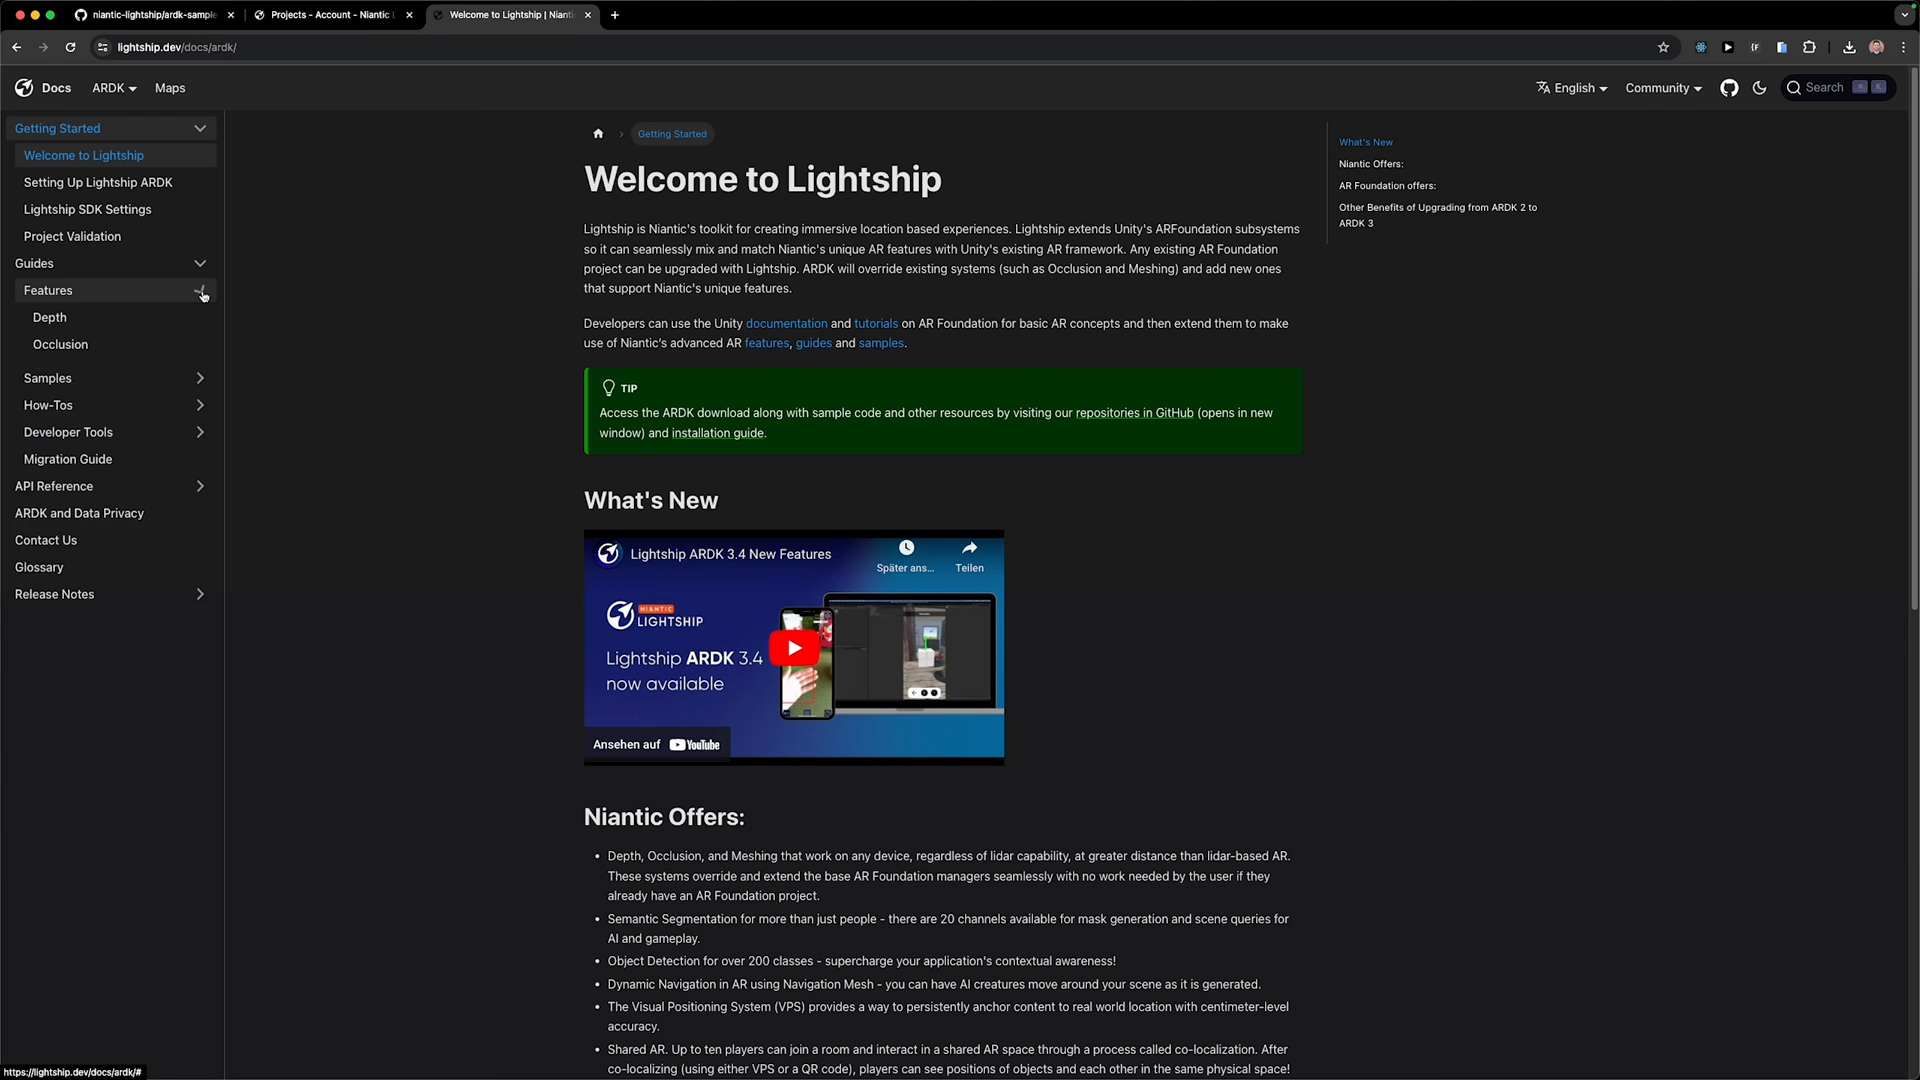 niantic-lightship/ardk-sample
Projects - Account - Niantic L
Welcome to Lightship | Niantic
lightship.dev/docs/ardk/
Docs
ARDK
Maps
English
Community
Search
Getting Started
Welcome to Lightship
Setting Up Lightship ARDK
Lightship SDK Settings
Project Validation
Guides
Features
Depth
Occlusion
Samples
How-Tos
Developer Tools
Migration Guide
API Reference
ARDK and Data Privacy
Contact Us
Glossary
Release Notes
Getting Started
Welcome to Lightship
Lightship is Niantic's toolkit for creating immersive location based experiences. Lightship extends Unity's ARFoundation subsystems
so it can seamlessly mix and match Niantic's unique AR features with Unity's existing AR framework. Any existing AR Foundation
project can be upgraded with Lightship. ARDK will override existing systems (such as Occlusion and Meshing) and add new ones
that support Niantic's unique features.
Developers can use the Unity documentation and tutorials on AR Foundation for basic AR concepts and then extend them to make
use of Niantic's advanced AR features, guides and samples.
TIP
Access the ARDK download along with sample code and other resources by visiting our repositories in GitHub (opens in new
window) and installation guide.
What's New
Lightship ARDK 3.4 New Features
Später ans...
Teilen
NIANTIC
LIGHTSHIP
Lightship ARDK 3.4
now available
Ansehen auf YouTube
Niantic Offers:
• Depth, Occlusion, and Meshing that work on any device, regardless of lidar capability, at greater distance than lidar-based AR.
These systems override and extend the base AR Foundation managers seamlessly with no work needed by the user if they
already have an AR Foundation project.
• Semantic Segmentation for more than just people - there are 20 channels available for mask generation and scene queries for
AI and gameplay.
• Object Detection for over 200 classes - supercharge your application's contextual awareness!
• Dynamic Navigation in AR using Navigation Mesh - you can have AI creatures move around your scene as it is generated.
• The Visual Positioning System (VPS) provides a way to persistently anchor content to real world location with centimeter-level
accuracy.
• Shared AR. Up to ten players can join a room and interact in a shared AR space through a process called co-localization. After
co-localizing (using either VPS or a QR code), players can see positions of objects and each other in the same physical space!
What's New
Niantic Offers:
AR Foundation offers:
Other Benefits of Upgrading from ARDK 2 to
ARDK 3
https://lightship.dev/docs/ardk/#